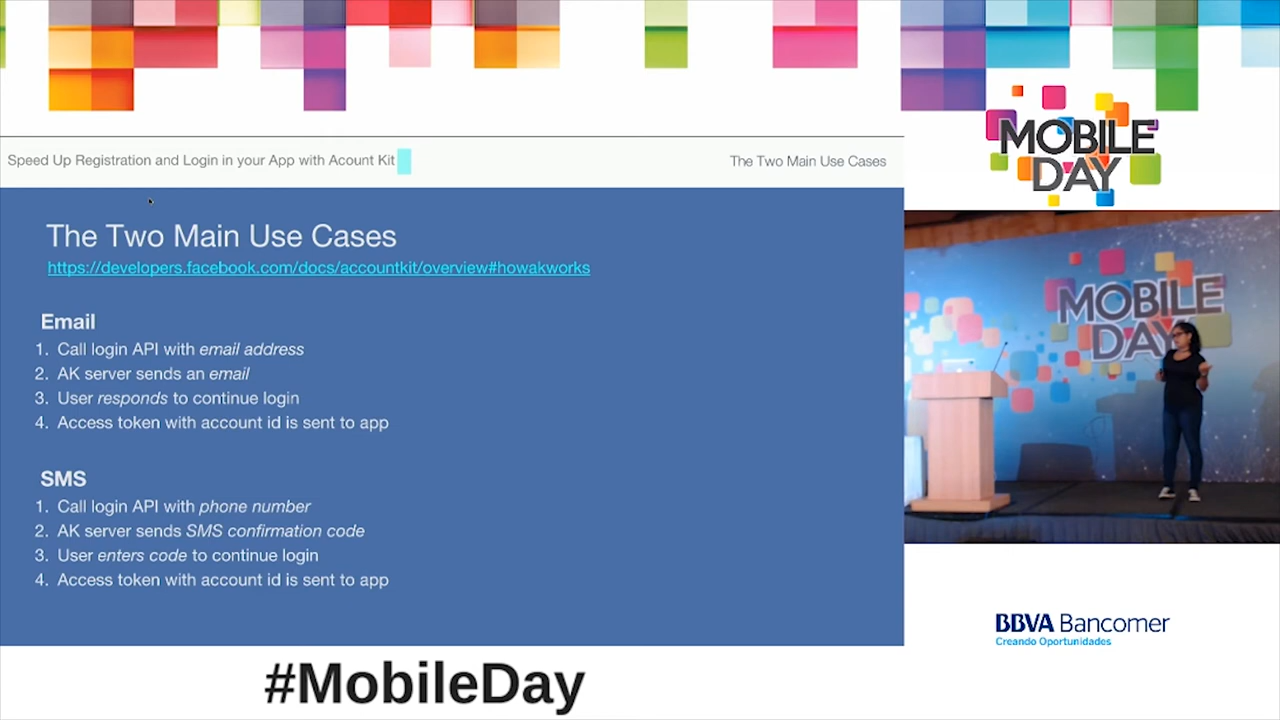 Speed Up Registration and Login in your App with Acount Kit
The Two Main Use Cases
The Two Main Use Cases
https://developers.facebook.com/docs/accountkit/overview#howakworks
Email
1. Call login API with email address
2. AK server sends an email
3. User responds to continue login
4. Access token with account id is sent to app
SMS
1. Call login API with phone number
2. AK server sends SMS confirmation code
3. User enters code to continue login
4. Access token with account id is sent to app
MOBILE
DAY
MOBILE
DAY
BBVA Bancomer
Creando Oportunidades
#MobileDay